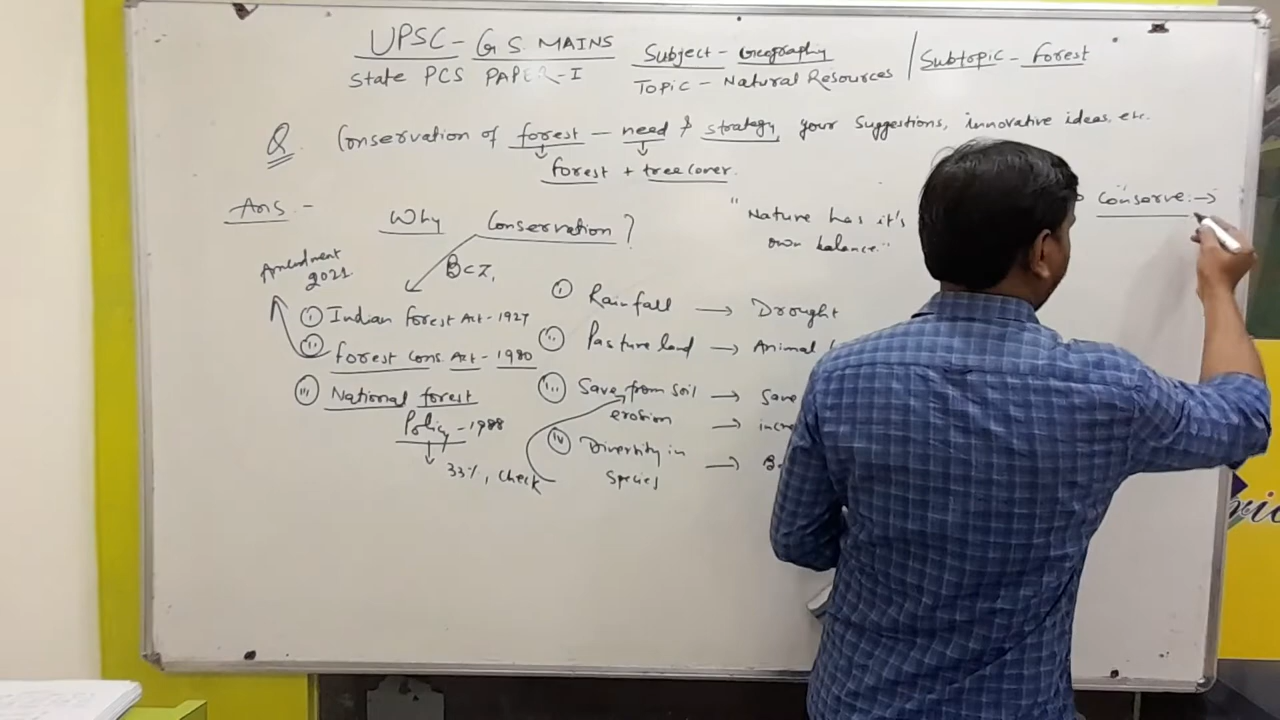 UPSC - G.S. MAINS
State PCS PAPER-I
Subject - Geography
Topic - Natural Resources
Subtopic - Forest
Q. Conservation of forest — need & strategy, your suggestions, innovative ideas, etc.
forest + tree cover.
Ans. -
Why Conservation?
"Nature has it's
own balance."
conserve. →
Amendment
2021
Bcz,
(i) Indian Forest Act - 1927
(ii) Forest Cons. Act - 1980
(iii) National forest
Policy - 1988
33%, check
(i) Rainfall → Drought
(ii) Pasture land → Animal
(iii) Save from soil → Save
erosion →
(iv) Diversity in →
Species